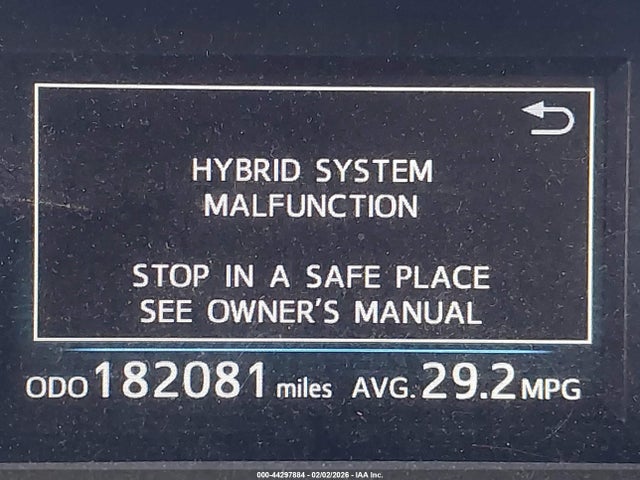 HYBRID SYSTEM
MALFUNCTION
STOP IN A SAFE PLACE
SEE OWNER'S MANUAL
ODO 182081 miles AVG. 29.2 MPG
000-44297884 - 02/02/2026 - IAA Inc.